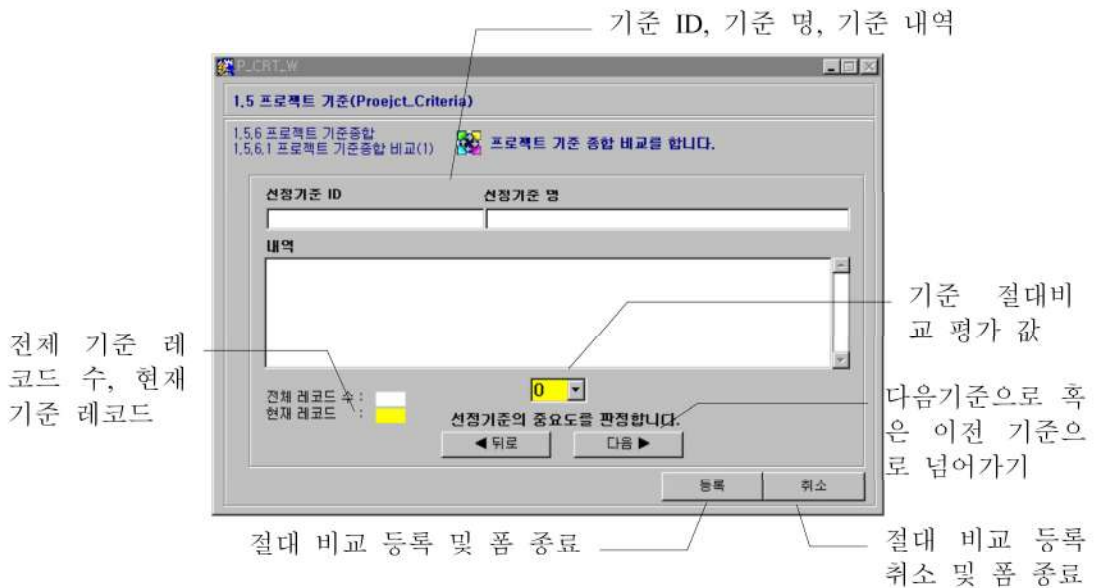 기준 ID, 기준 명, 기준 내역
P_CRT_W
1.5 프로젝트 기준(Proejct_Criteria)
1.5.6 프로젝트 기준종합
1.5.6.1 프로젝트 기준종합 비교(1)
프로젝트 기준 종합 비교를 합니다.
선정기준 ID
선정기준 명
내역
기준 절대비
교 평가 값
전체 기준 레
코드 수, 현재
기준 레코드
0
전체 레코드 수 :
현재 레코드 :
선정기준의 중요도를 판정합니다.
◀ 뒤로
다음 ▶
다음기준으로 혹
은 이전 기준으
로 넘어가기
등록
취소
절대 비교 등록 및 폼 종료
절대 비교 등록
취소 및 폼 종료